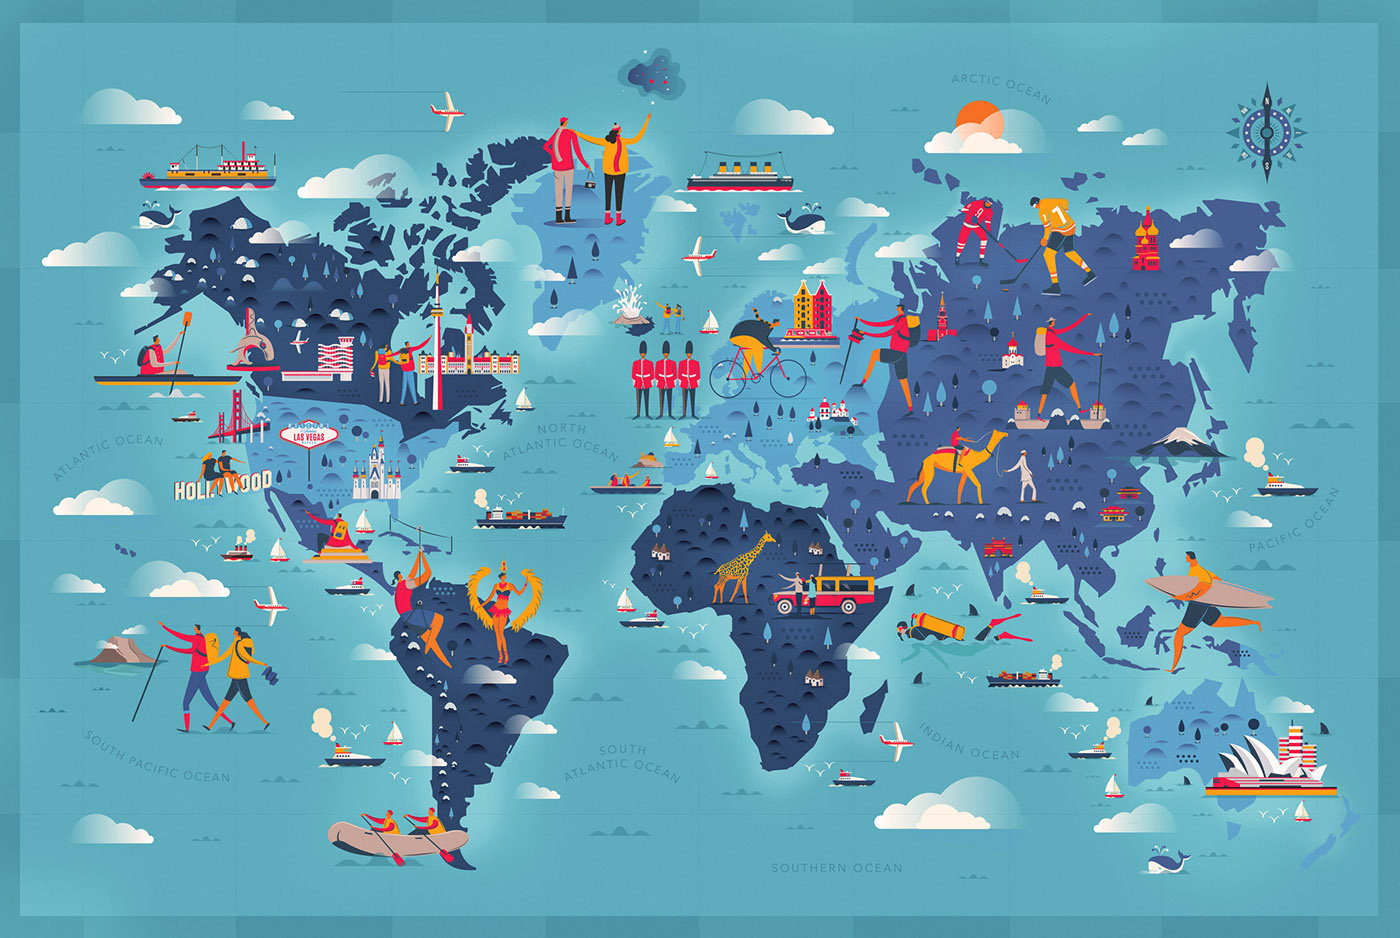 ARCTIC OCEAN
ATLANTIC OCEAN
NORTH
ATLANTIC OCEAN
LAS VEGAS
HOLLYWOOD
PACIFIC OCEAN
SOUTH PACIFIC OCEAN
SOUTH
ATLANTIC OCEAN
INDIAN OCEAN
SOUTHERN OCEAN
7